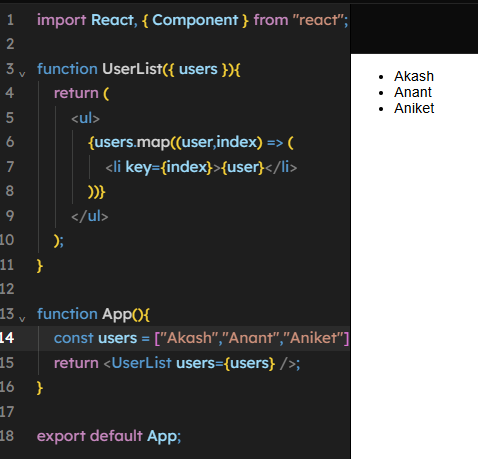 1 import React, { Component } from "react";
2
3 function UserList({ users }){
4 return (
5 <ul>
6 {users.map((user,index) => (
7 <li key={index}>{user}</li>
8 ))}
9 </ul>
10 );
11 }
12
13 function App(){
14 const users = ["Akash","Anant","Aniket"]
15 return <UserList users={users} />;
16 }
17
18 export default App;
Akash
Anant
Aniket